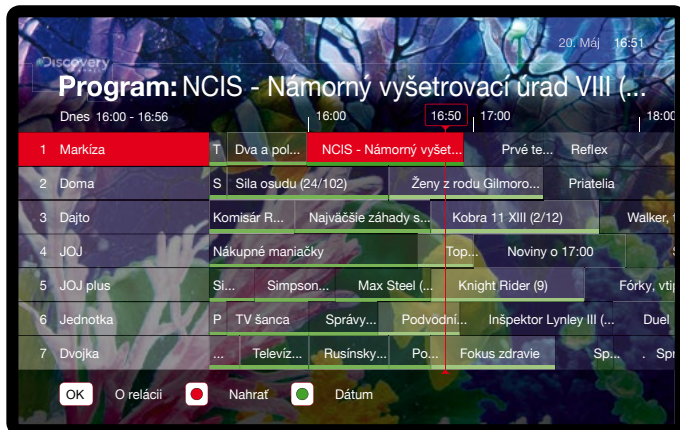 20. Máj 16:51
Discovery
CHANNEL
Program: NCIS - Námorný vyšetrovací úrad VIII (...
Dnes 16:00 - 16:56 16:00 16:50 17:00 18:00
1 Markíza T Dva a pol... NCIS - Námorný vyšet... Prvé te... Reflex
2 Doma S Sila osudu (24/102) Ženy z rodu Gilmoro... Priatelia
3 Dajto Komisár R... Najväčšie záhady s... Kobra 11 XIII (2/12) Walker,
4 JOJ Nákupné maniačky Top... Noviny o 17:00
5 JOJ plus Si... Simpson... Max Steel (... Knight Rider (9) Fórky, vtip
6 Jednotka P TV šanca Správy... Podvodní... Inšpektor Lynley III (... Duel
7 Dvojka ... Televíz... Rusínsky... Po... Fokus zdravie Sp... . Spr
OK O relácii Nahrať Dátum